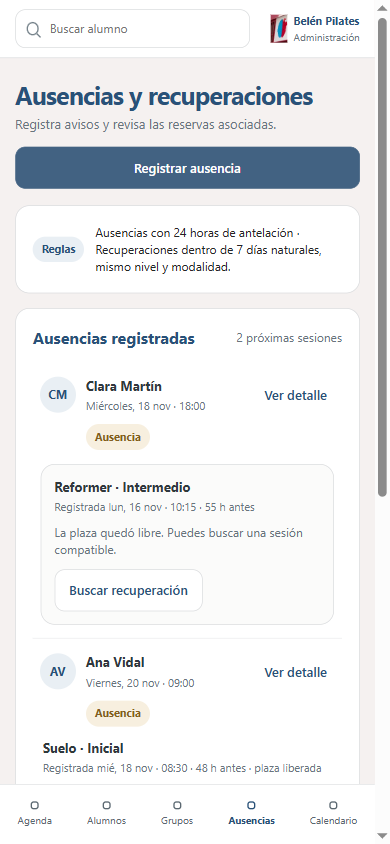 Buscar alumno
Belén Pilates
Administración
Ausencias y recuperaciones
Registra avisos y revisa las reservas asociadas.
Registrar ausencia
Reglas
Ausencias con 24 horas de antelación ·
Recuperaciones dentro de 7 días naturales,
mismo nivel y modalidad.
Ausencias registradas
2 próximas sesiones
CM
Clara Martín
Miércoles, 18 nov · 18:00
Ver detalle
Ausencia
Reformer · Intermedio
Registrada lun, 16 nov · 10:15 · 55 h antes
La plaza quedó libre. Puedes buscar una sesión
compatible.
Buscar recuperación
AV
Ana Vidal
Viernes, 20 nov · 09:00
Ver detalle
Ausencia
Suelo · Inicial
Registrada mié, 18 nov · 08:30 · 48 h antes · plaza liberada
Agenda
Alumnos
Grupos
Ausencias
Calendario